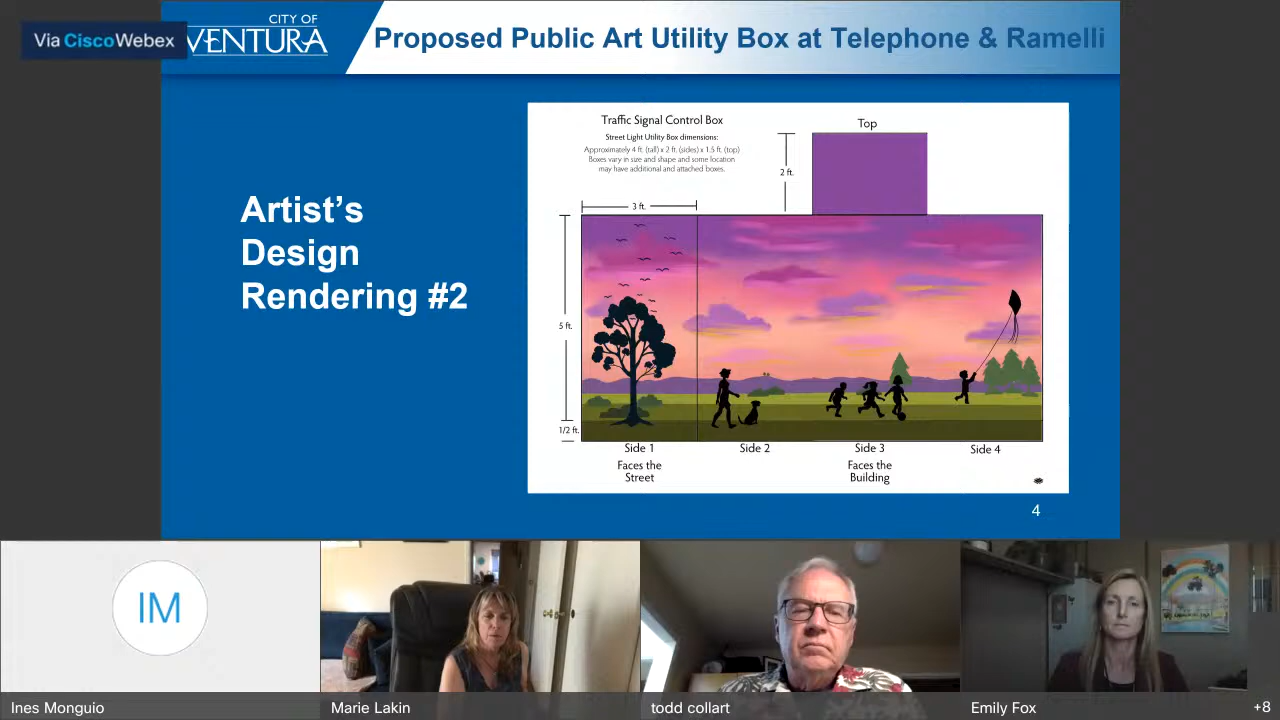 Via Cisco Webex
CITY OF
VENTURA
Proposed Public Art Utility Box at Telephone & Ramelli
Artist's
Design
Rendering #2
Traffic Signal Control Box
Street Light Utility Box dimensions:
Approximately 4 ft. (tall) x 2 ft. (sides) x 1.5 ft. (top)
Boxes vary in size and shape and some location
may have additional and attached boxes.
Top
2 ft.
3 ft.
5 ft.
1/2 ft.
Side 1
Faces the
Street
Side 2
Side 3
Faces the
Building
Side 4
4
IM
Ines Monguio
Marie Lakin
todd collart
Emily Fox
+8